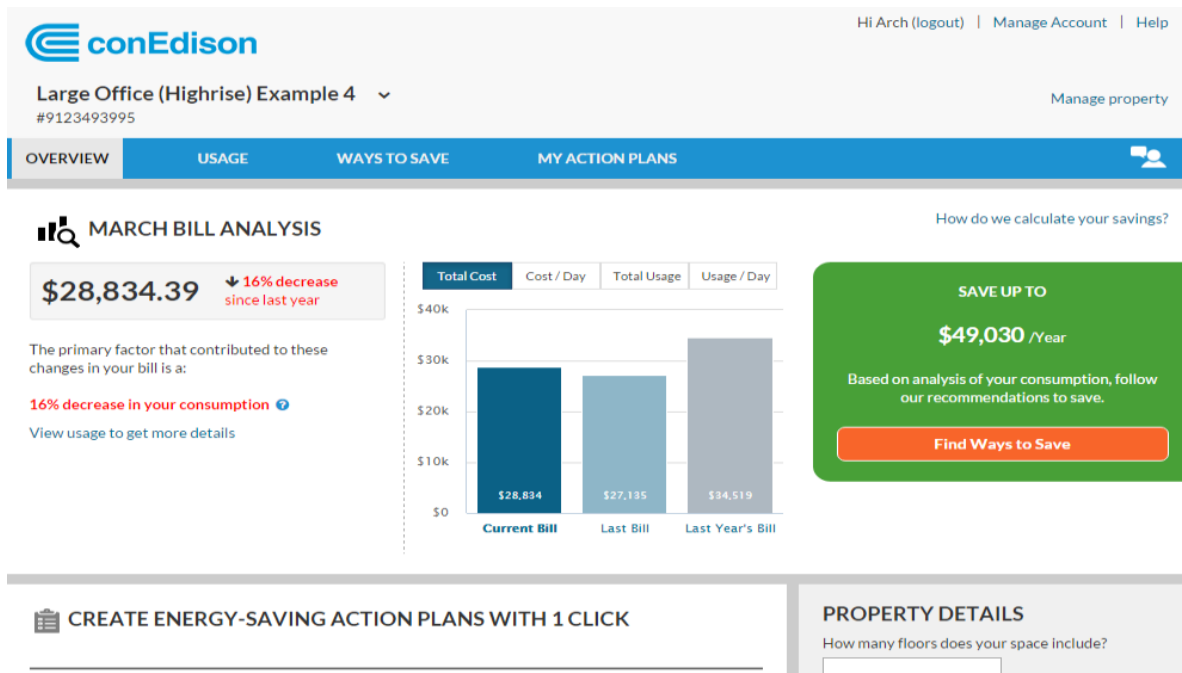 conEdison
Hi Arch (logout) | Manage Account | Help
Large Office (Highrise) Example 4
#9123493995
Manage property
OVERVIEW USAGE WAYS TO SAVE MY ACTION PLANS
MARCH BILL ANALYSIS
$28,834.39
16% decrease
since last year
The primary factor that contributed to these
changes in your bill is a:
16% decrease in your consumption ?
View usage to get more details
Total Cost Cost / Day Total Usage Usage / Day
$40k
$30k
$20k
$10k
$0
$28,834 $27,135 $34,519
Current Bill Last Bill Last Year's Bill
How do we calculate your savings?
SAVE UP TO
$49,030 /Year
Based on analysis of your consumption, follow
our recommendations to save.
Find Ways to Save
CREATE ENERGY-SAVING ACTION PLANS WITH 1 CLICK
PROPERTY DETAILS
How many floors does your space include?